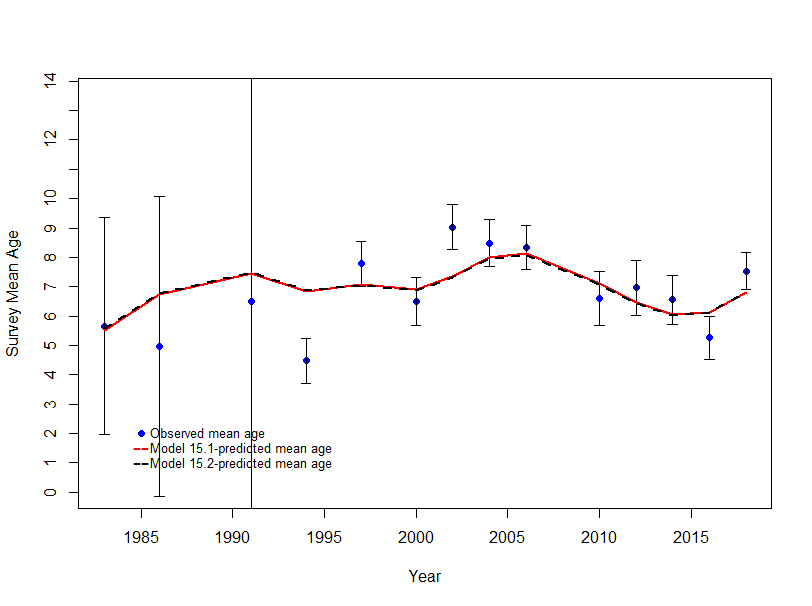 Survey Mean Age
14
12
10
9
8
7
6
5
4
3
2
1
0
Observed mean age
Model 15.1-predicted mean age
Model 15.2-predicted mean age
1985 1990 1995 2000 2005 2010 2015
Year